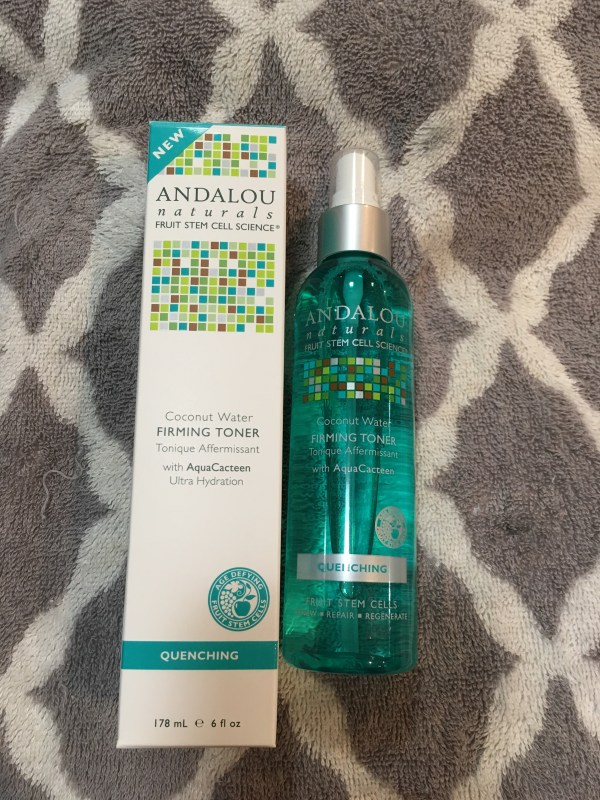 NEW
ANDALOU
naturals
FRUIT STEM CELL SCIENCE®
Coconut Water
FIRMING TONER
Tonique Affermissant
with AquaCacteen
Ultra Hydration
AGE DEFYING
FRUIT STEM CELLS
QUENCHING
178 mL ℮ 6 fl oz
ANDALOU
naturals
FRUIT STEM CELL SCIENCE
Coconut Water
FIRMING TONER
Tonique Affermissant
with AquaCacteen
QUENCHING
FRUIT STEM CELLS
▪ REPAIR ▪ REGENERATE